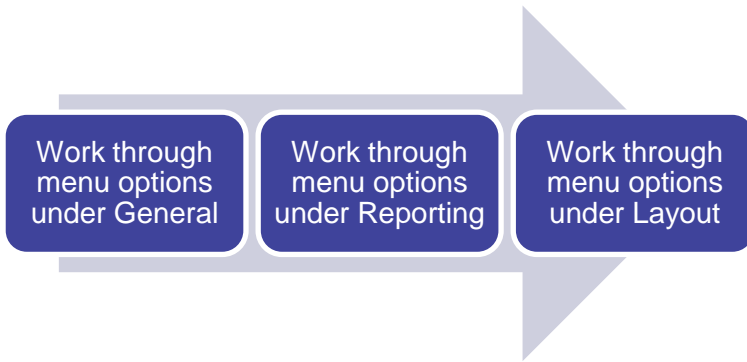 Work through
menu options
under General
Work through
menu options
under Reporting
Work through
menu options
under Layout